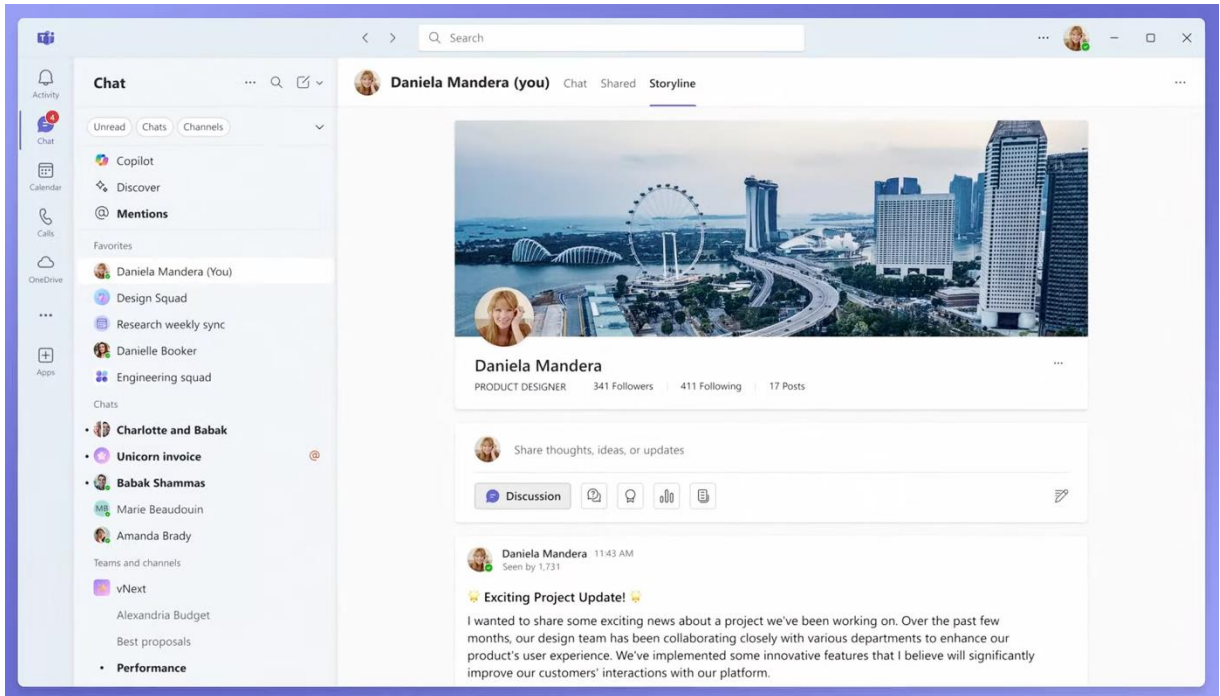 Search
Activity
4
Chat
Calendar
Calls
OneDrive
Apps
Chat
Unread Chats Channels
Copilot
Discover
@ Mentions
Favorites
Daniela Mandera (You)
Design Squad
Research weekly sync
Danielle Booker
Engineering squad
Chats
Charlotte and Babak
Unicorn invoice @
Babak Shammas
MB Marie Beaudouin
Amanda Brady
Teams and channels
vNext
Alexandria Budget
Best proposals
Performance
Daniela Mandera (you) Chat Shared Storyline
Daniela Mandera
PRODUCT DESIGNER 341 Followers 411 Following 17 Posts
Share thoughts, ideas, or updates
Discussion
Daniela Mandera 11:43 AM
Seen by 1,731
Exciting Project Update!
I wanted to share some exciting news about a project we've been working on. Over the past few
months, our design team has been collaborating closely with various departments to enhance our
product's user experience. We've implemented some innovative features that I believe will significantly
improve our customers' interactions with our platform.